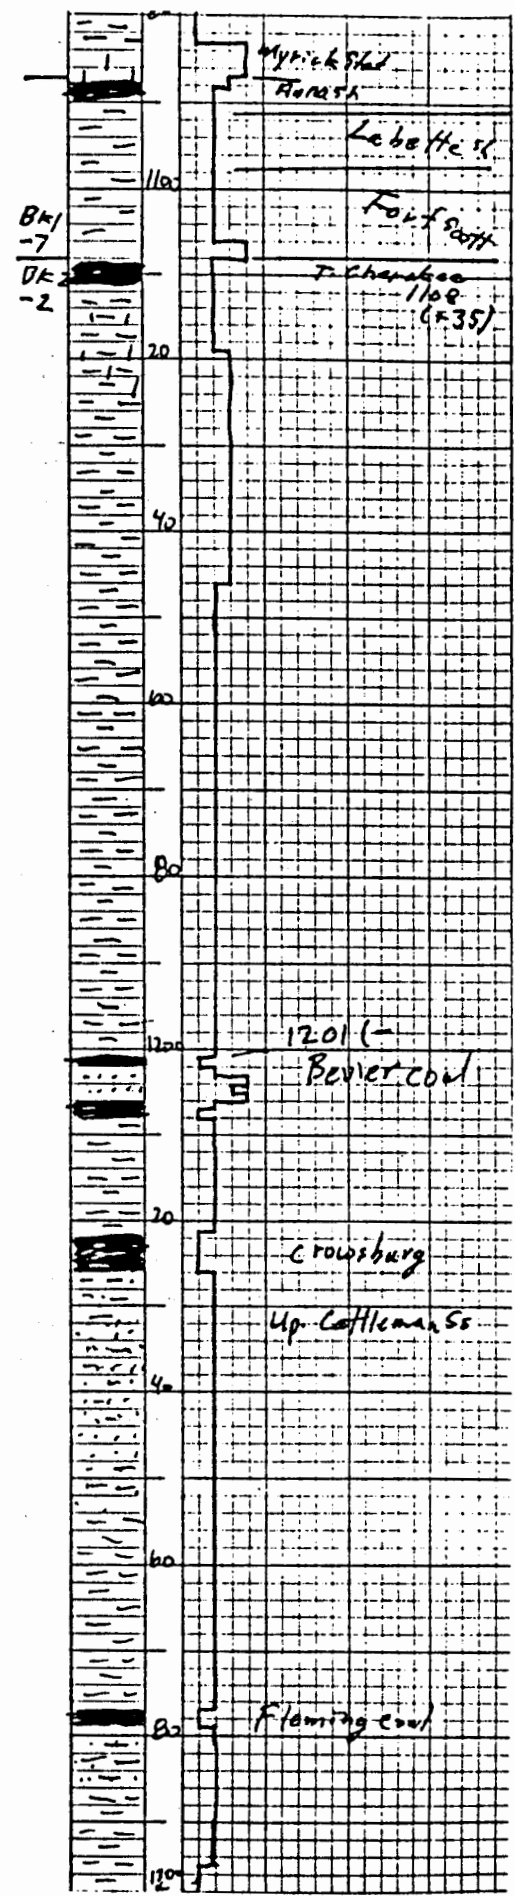 Myrick Stat
Anna sh
Labette sh
1100
Fort Scott
BK1
-7
T. Cherokee
1108
(+35)
BK2
-2
20
40
60
80
1200
1201 (-
Bevier coal
20
Crowsburg
Up. Cattleman Ss
40
60
Fleming coal
80